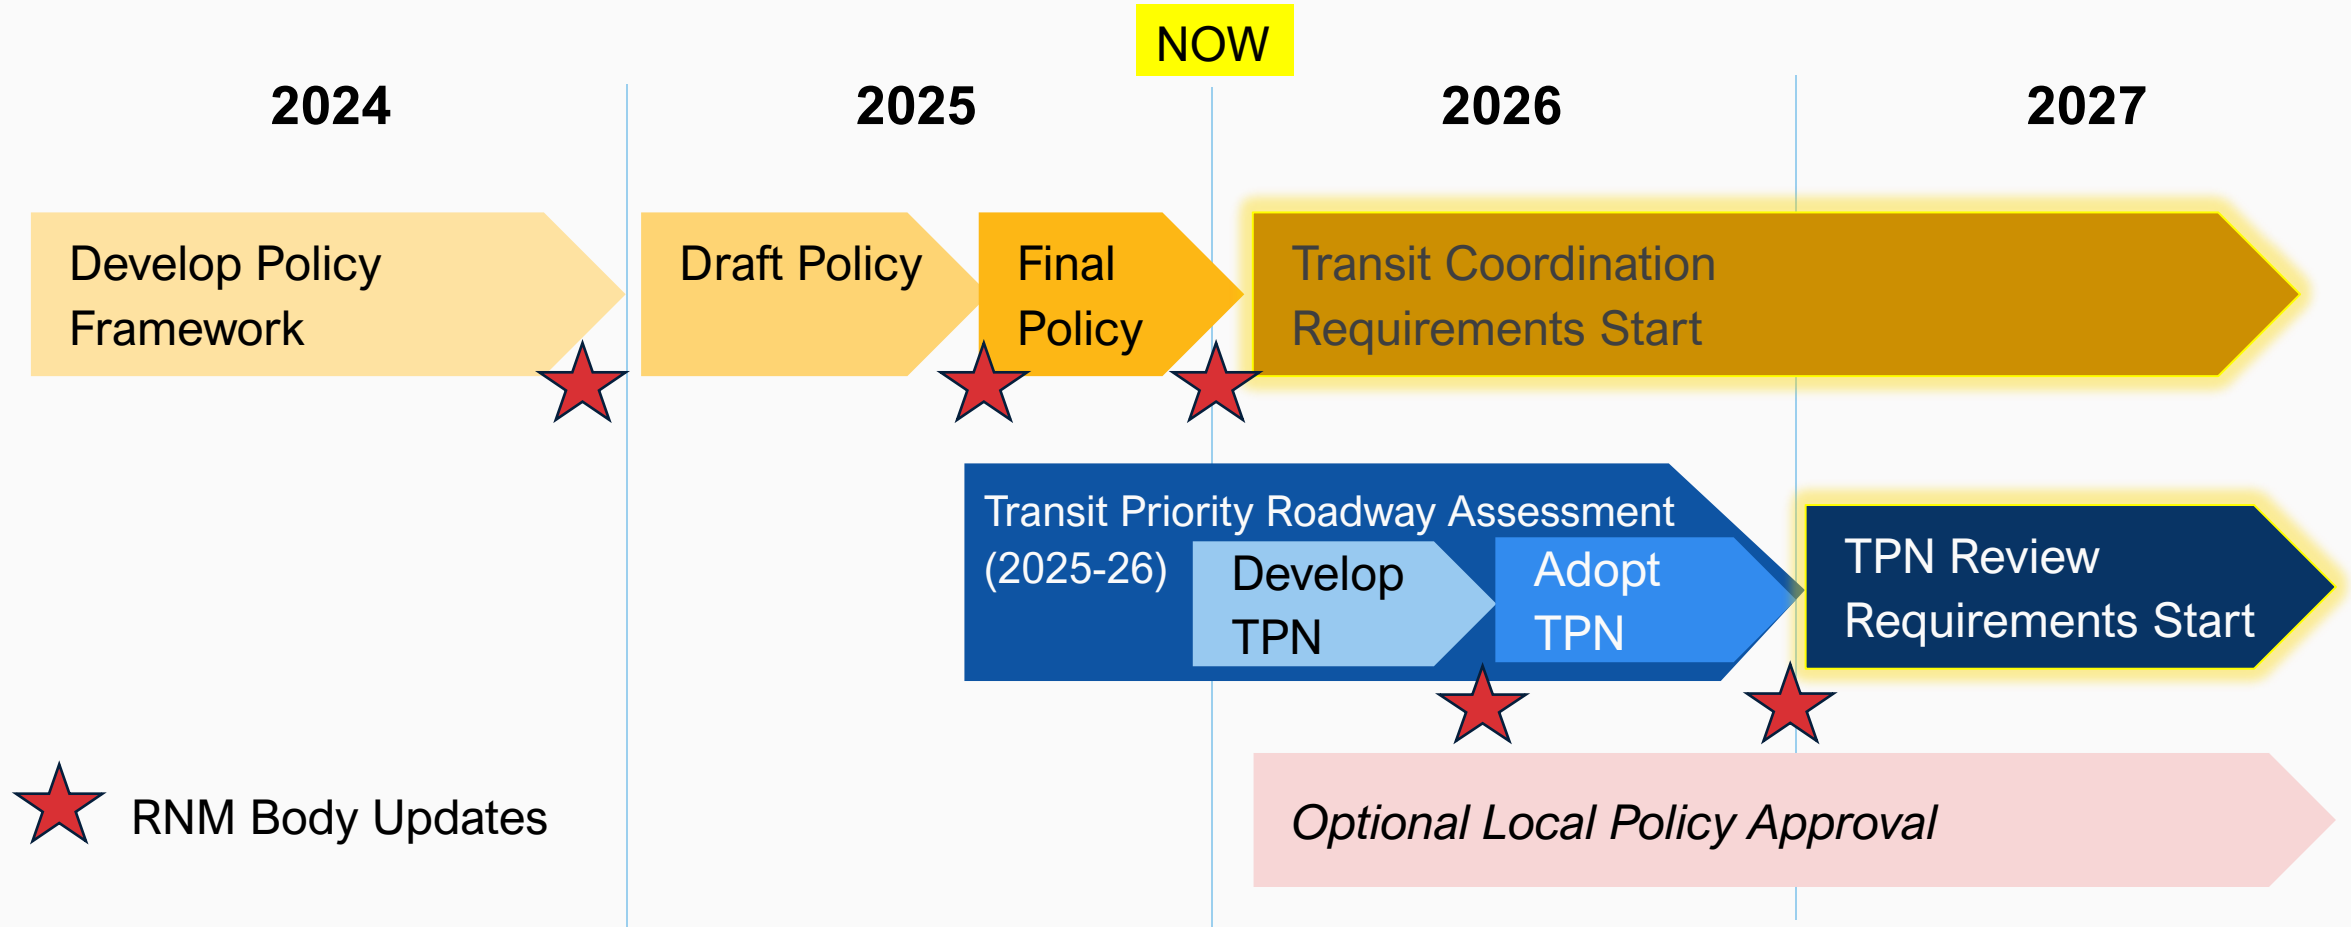 NOW
2024
2025
2026
2027
Develop Policy
Framework
Draft Policy
Final
Policy
Transit Coordination
Requirements Start
Transit Priority Roadway Assessment
(2025-26)
Develop
TPN
Adopt
TPN
TPN Review
Requirements Start
RNM Body Updates
Optional Local Policy Approval